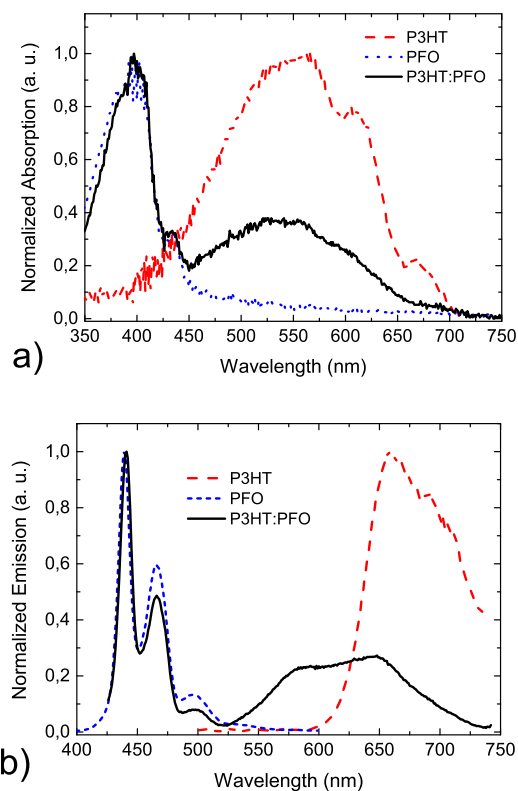 1,0
0,8
0,6
0,4
0,2
0,0
Normalized Absorption (a. u.)
P3HT
PFO
P3HT:PFO
350 400 450 500 550 600 650 700 750
Wavelength (nm)
a)
1,0
0,8
0,6
0,4
0,2
0,0
Normalized Emission (a. u.)
P3HT
PFO
P3HT:PFO
400 450 500 550 600 650 700 750
Wavelength (nm)
b)